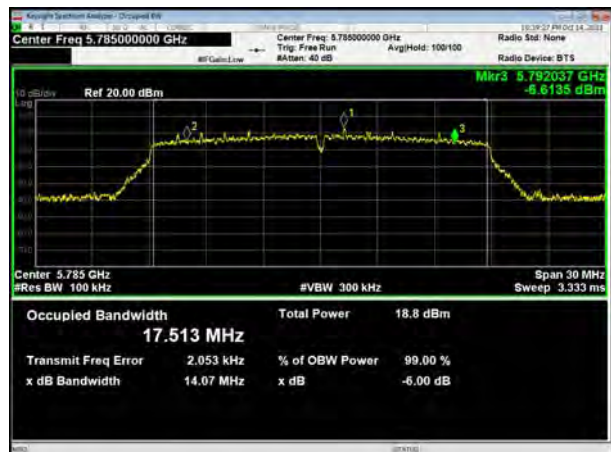 Keysight Spectrum Analyzer - Occupied BW
Center Freq 5.785000000 GHz
Center Freq: 5.785000000 GHz
Trig: Free Run
Avg|Hold: 100/100
#IFGain:Low
#Atten: 40 dB
Radio Std: None
Radio Device: BTS
Mkr3 5.792037 GHz
-6.6135 dBm
10 dB/div
Ref 20.00 dBm
Log
1
2
3
Center 5.785 GHz
Span 30 MHz
#Res BW 100 kHz
#VBW 300 kHz
Sweep 3.333 ms
Occupied Bandwidth
17.513 MHz
Total Power
18.8 dBm
Transmit Freq Error
2.053 kHz
% of OBW Power
99.00 %
x dB Bandwidth
14.07 MHz
x dB
-6.00 dB
MSG
STATUS